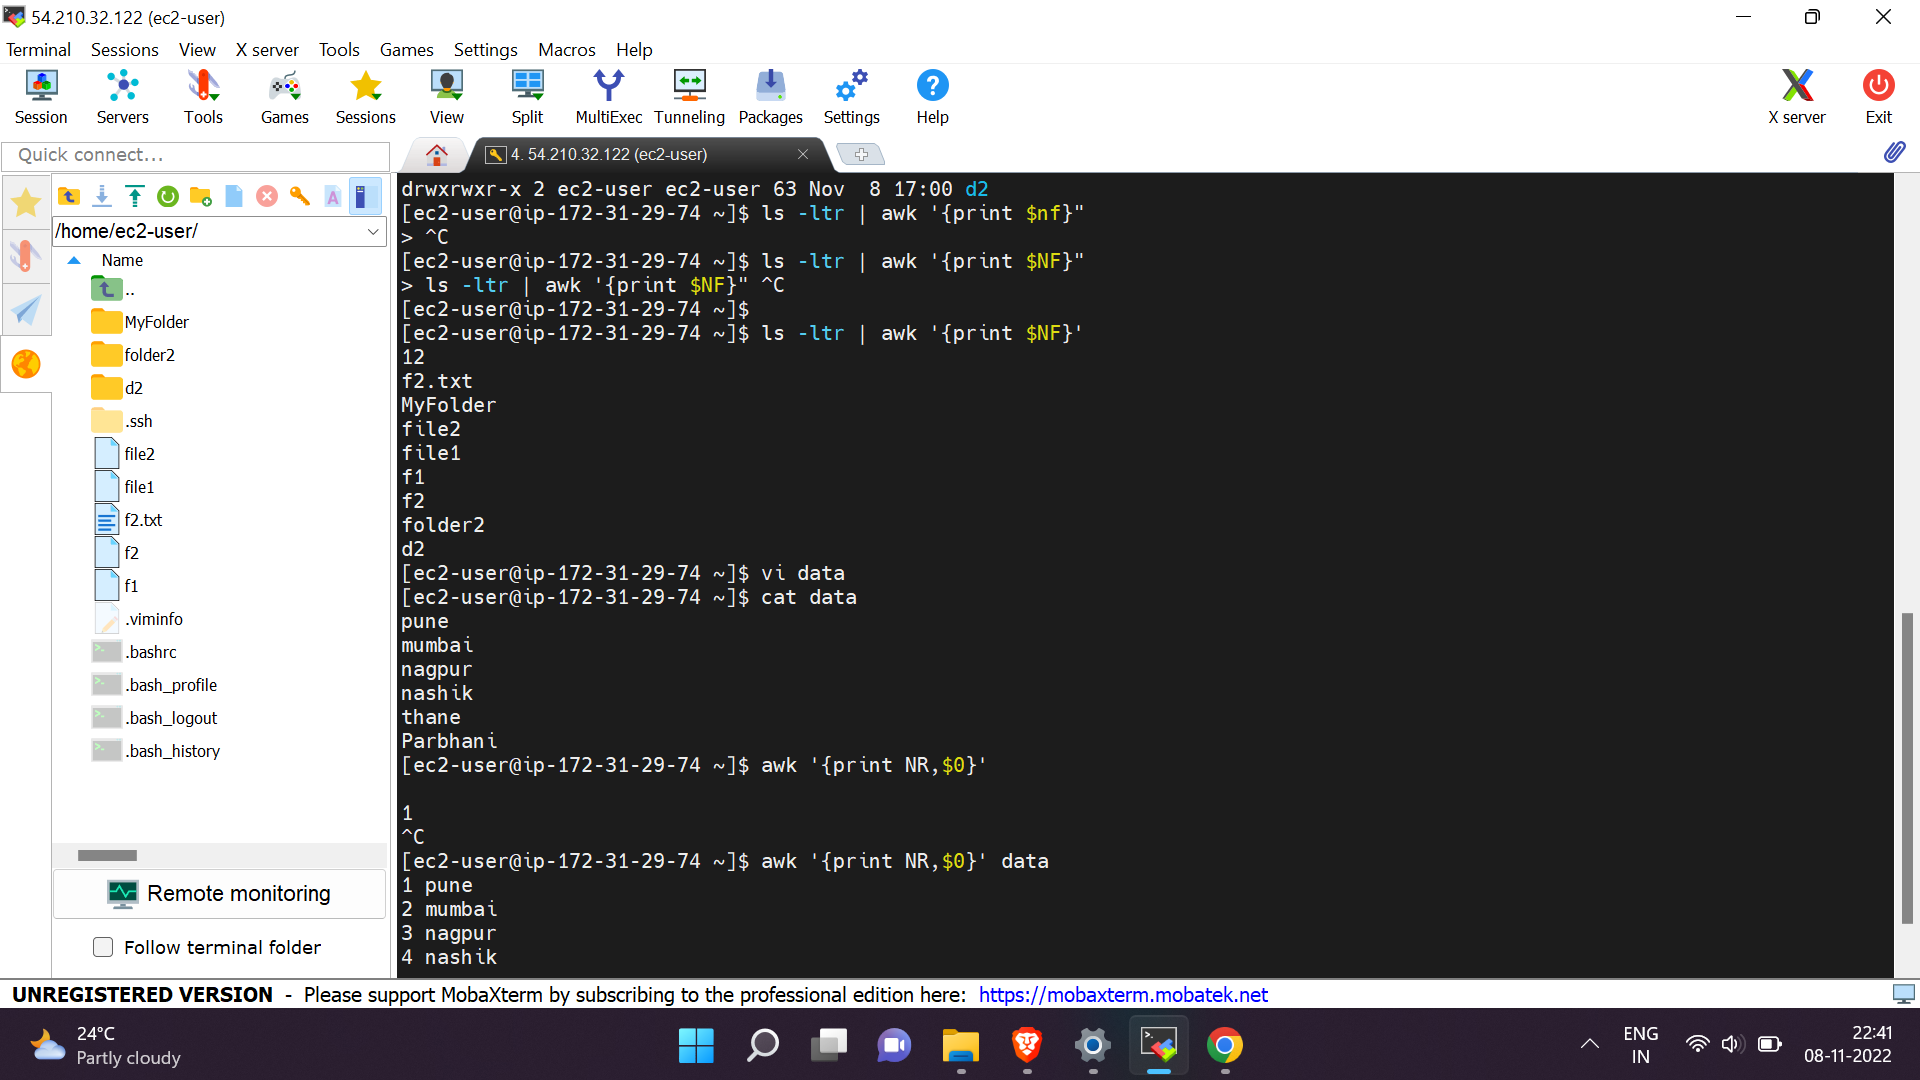 54.210.32.122 (ec2-user)
Terminal Sessions View X server Tools Games Settings Macros Help
Session Servers Tools Games Sessions View Split MultiExec Tunneling Packages Settings Help X server Exit
Quick connect...
4. 54.210.32.122 (ec2-user)
/home/ec2-user/
Name
..
MyFolder
folder2
d2
.ssh
file2
file1
f2.txt
f2
f1
.viminfo
.bashrc
.bash_profile
.bash_logout
.bash_history
Remote monitoring
Follow terminal folder
drwxrwxr-x 2 ec2-user ec2-user 63 Nov  8 17:00 d2
[ec2-user@ip-172-31-29-74 ~]$ ls -ltr | awk '{print $nf}"
> ^C
[ec2-user@ip-172-31-29-74 ~]$ ls -ltr | awk '{print $NF}"
> ls -ltr | awk '{print $NF}" ^C
[ec2-user@ip-172-31-29-74 ~]$
[ec2-user@ip-172-31-29-74 ~]$ ls -ltr | awk '{print $NF}'
12
f2.txt
MyFolder
file2
file1
f1
f2
folder2
d2
[ec2-user@ip-172-31-29-74 ~]$ vi data
[ec2-user@ip-172-31-29-74 ~]$ cat data
pune
mumbai
nagpur
nashik
thane
Parbhani
[ec2-user@ip-172-31-29-74 ~]$ awk '{print NR,$0}'
1
^C
[ec2-user@ip-172-31-29-74 ~]$ awk '{print NR,$0}' data
1 pune
2 mumbai
3 nagpur
4 nashik
UNREGISTERED VERSION - Please support MobaXterm by subscribing to the professional edition here: https://mobaxterm.mobatek.net
24°C
Partly cloudy
ENG
IN
22:41
08-11-2022